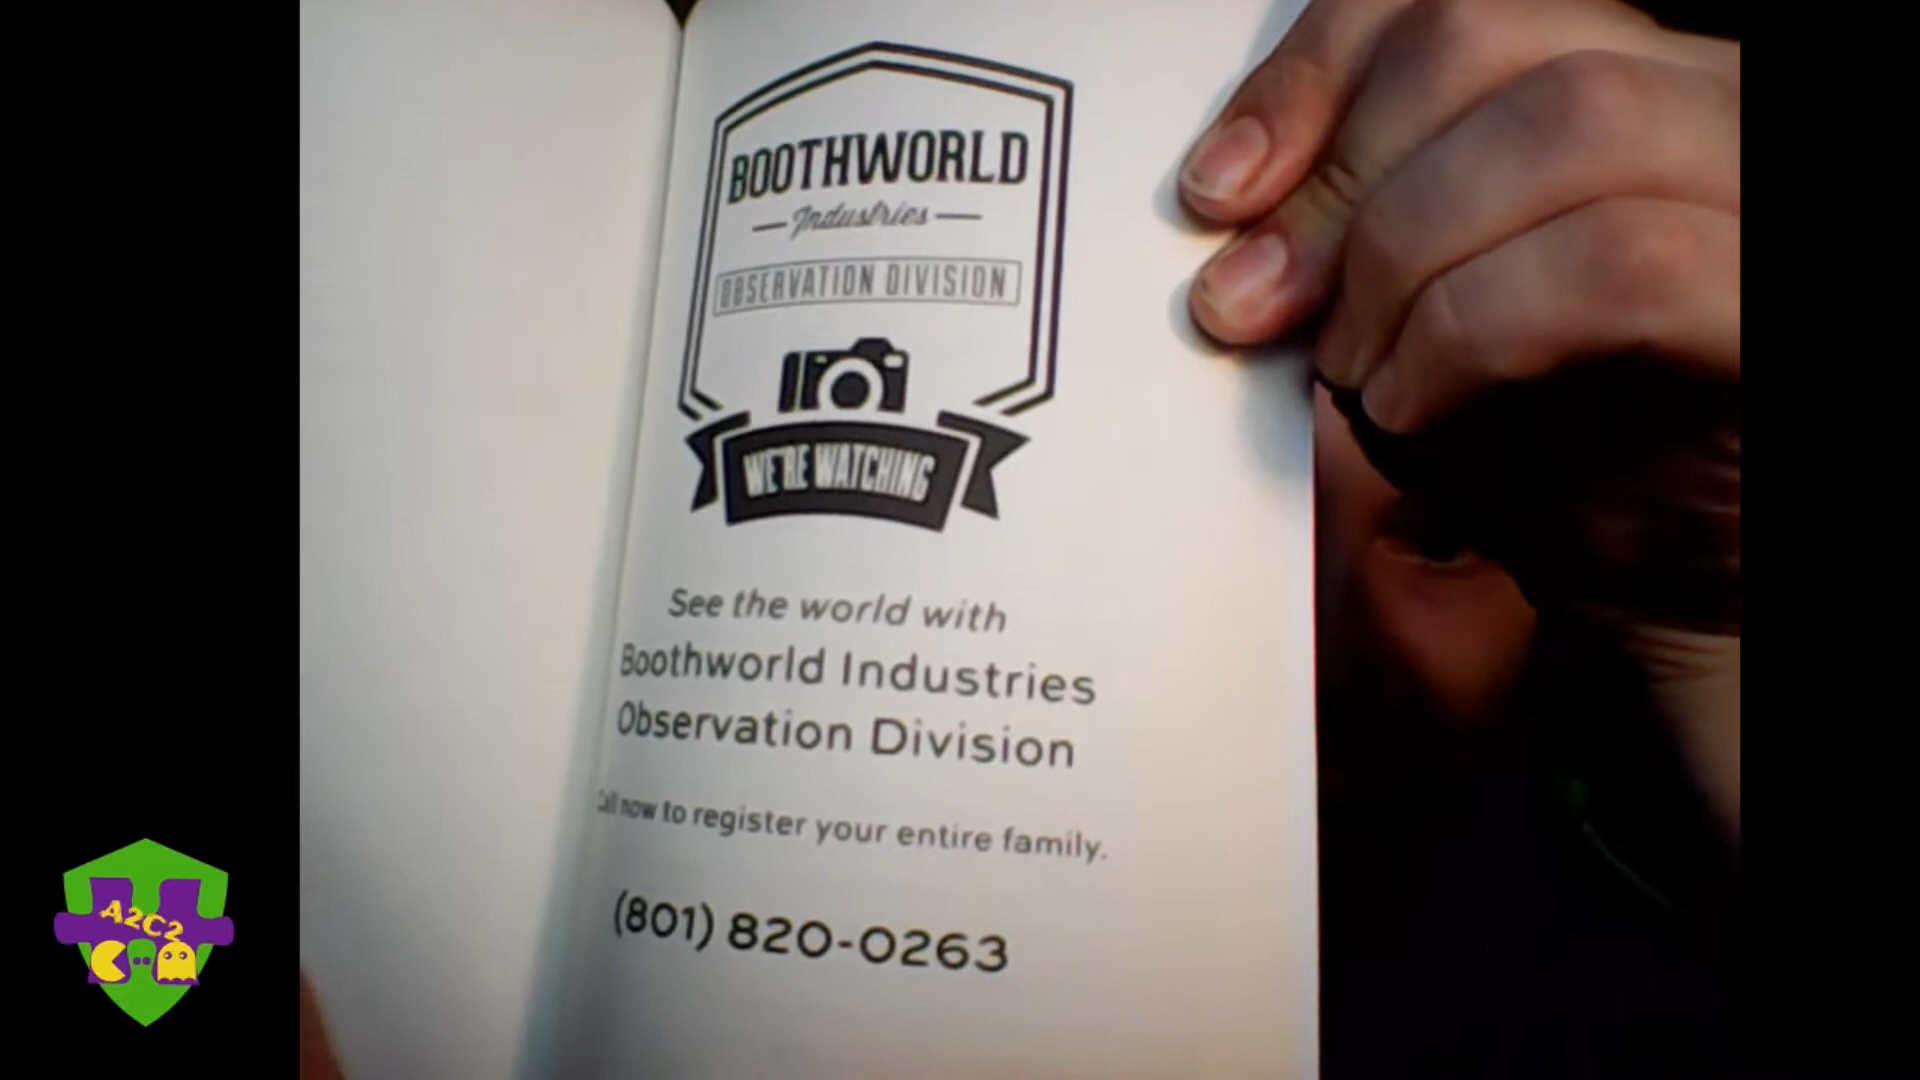 BOOTHWORLD
Industries
OBSERVATION DIVISION
WE'RE WATCHING
See the world with
Boothworld Industries
Observation Division
Call now to register your entire family.
(801) 820-0263
A2C2